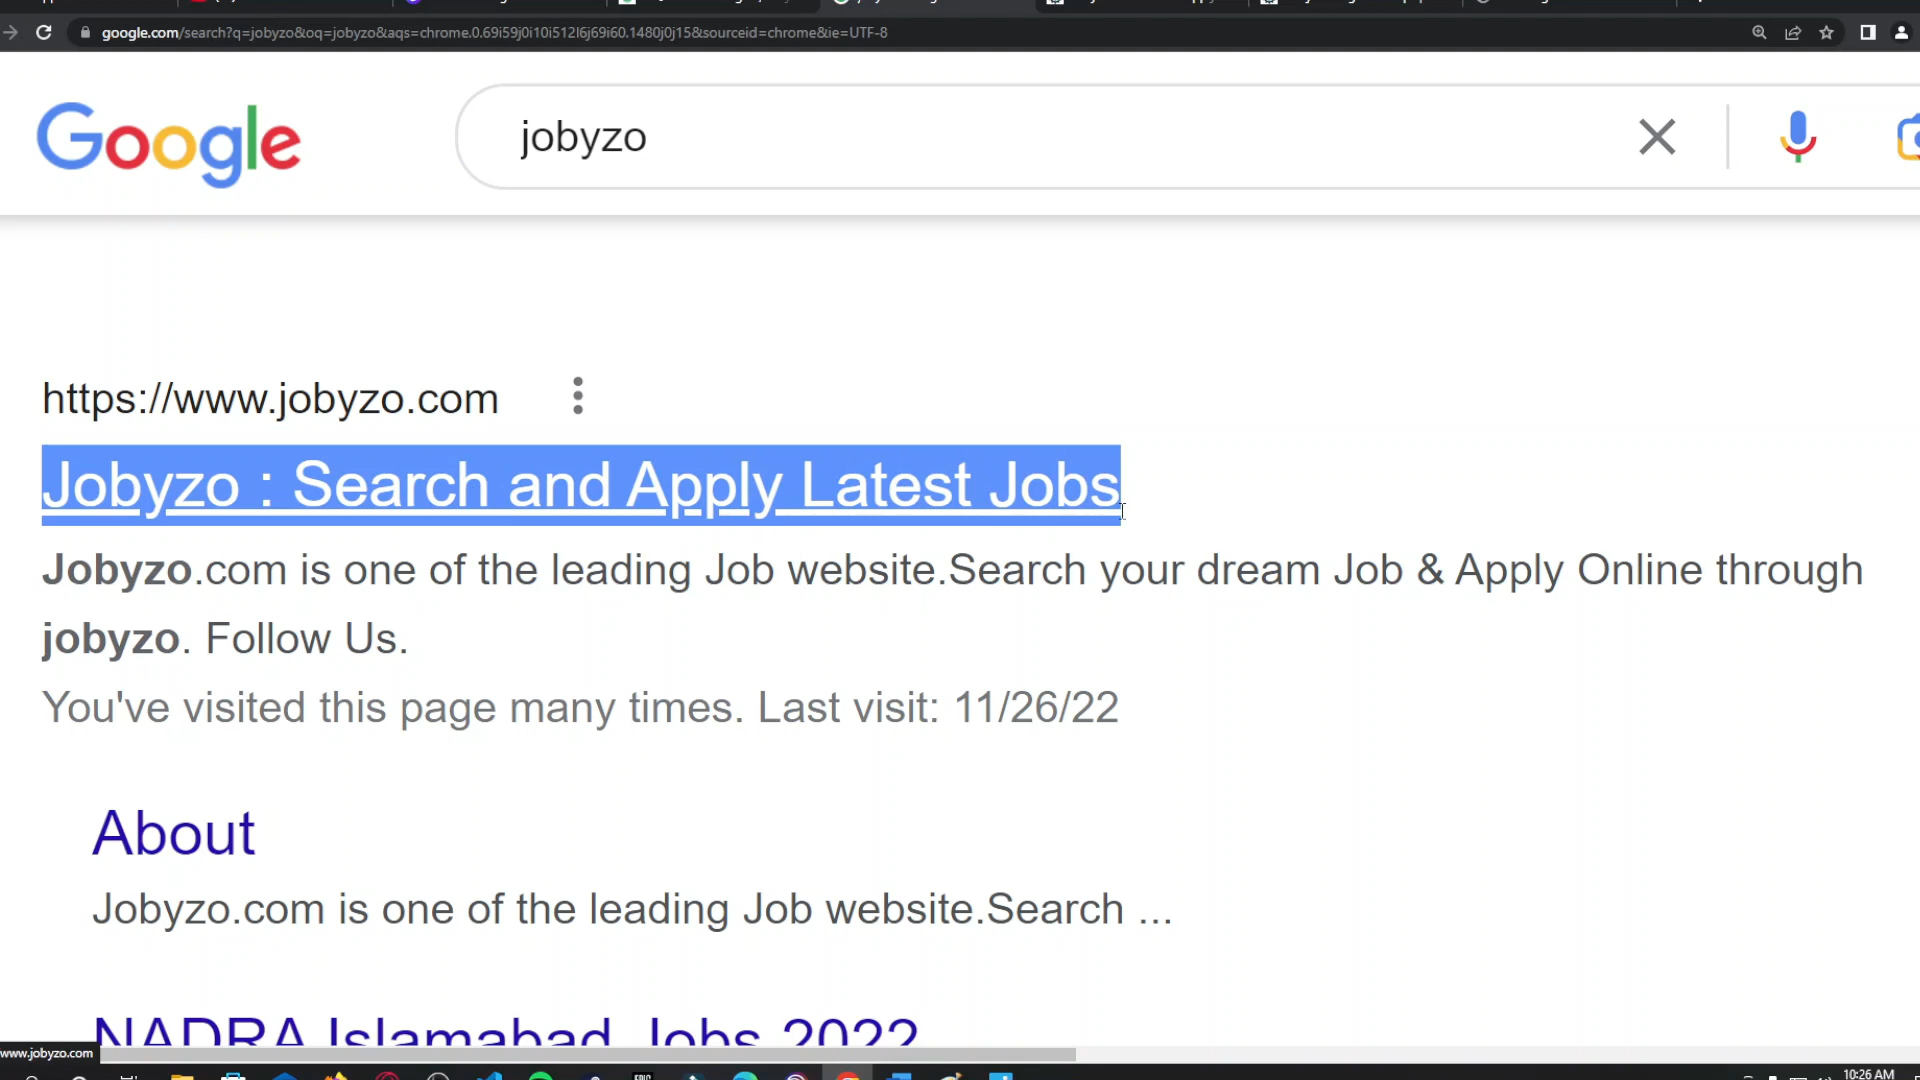 google.com/search?q=jobyzo&oq=jobyzo&aqs=chrome.0.69i59j0i10i512l6j69i60.1480j0j15&sourceid=chrome&ie=UTF-8
Google
jobyzo
https://www.jobyzo.com
Jobyzo : Search and Apply Latest Jobs
Jobyzo.com is one of the leading Job website.Search your dream Job & Apply Online through
jobyzo. Follow Us.
You've visited this page many times. Last visit: 11/26/22
About
Jobyzo.com is one of the leading Job website.Search ...
NADRA Islamabad Jobs 2022
www.jobyzo.com
10:26 AM